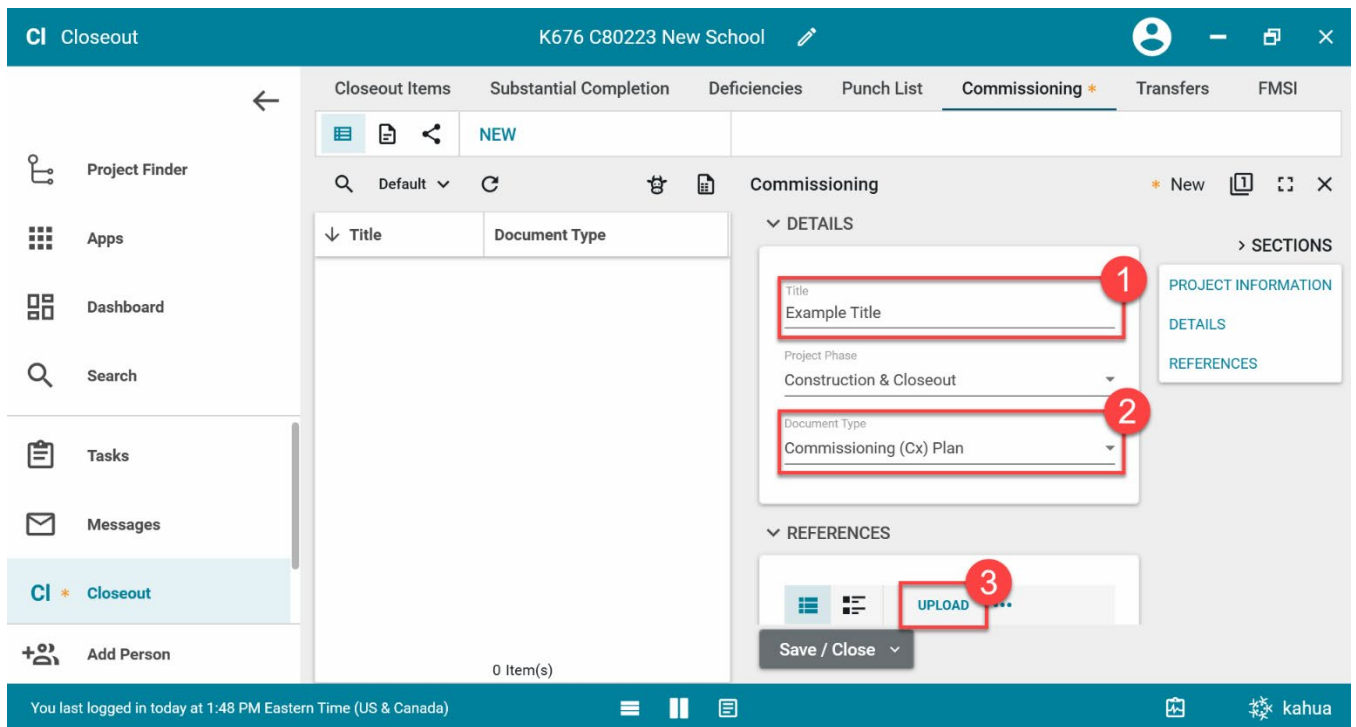 CI Closeout
K676 C80223 New School
Project Finder
Apps
Dashboard
Search
Tasks
Messages
CI * Closeout
Add Person
Closeout Items Substantial Completion Deficiencies Punch List Commissioning * Transfers FMSI
NEW
Default
Title Document Type
0 Item(s)
Commissioning * New 1
DETAILS
1
Title
Example Title
Project Phase
Construction & Closeout
2
Document Type
Commissioning (Cx) Plan
REFERENCES
3
UPLOAD
Save / Close
> SECTIONS
PROJECT INFORMATION
DETAILS
REFERENCES
You last logged in today at 1:48 PM Eastern Time (US & Canada)
kahua